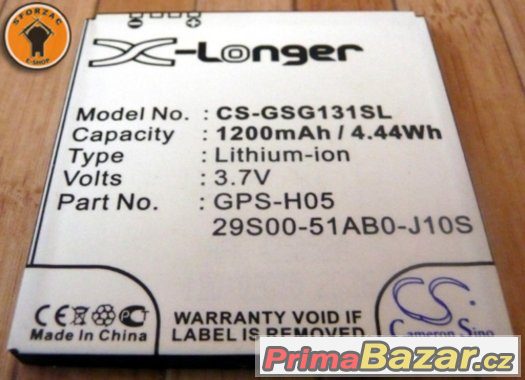 SFORZAC
E-SHOP
X-Longer
Model No. : CS-GSG131SL
Capacity : 1200mAh / 4.44Wh
Type : Lithium-ion
Volts : 3.7V
Part No. : GPS-H05
29S00-51AB0-J10S
CE
Made In China
WARRANTY VOID IF
LABEL IS REMOVED
CS
Cameron Sino
PrimaBazar.cz